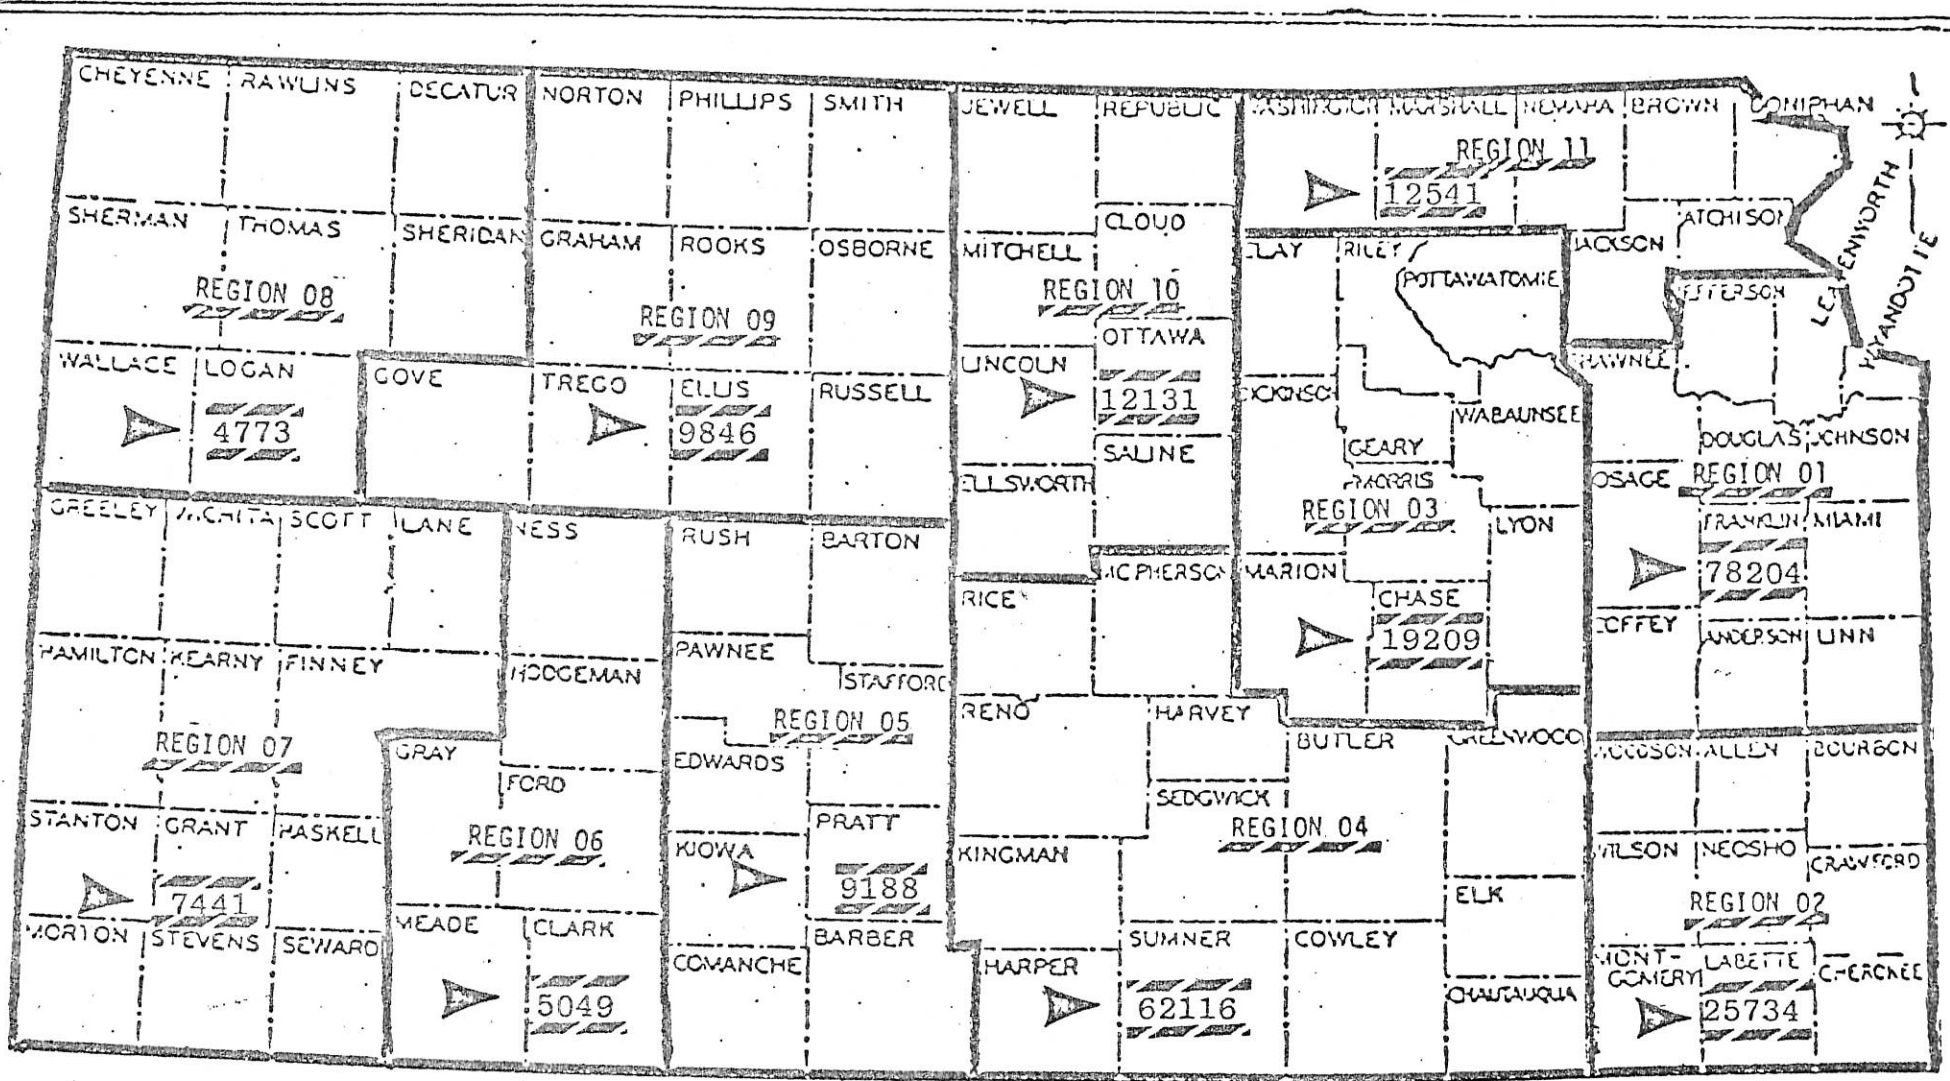 CHEYENNE RAWLINS DECATUR NORTON PHILLIPS SMITH JEWELL REPUBLIC WASHINGTON MARSHALL NEMAHA BROWN DONIPHAN
REGION 11
12541
SHERMAN THOMAS SHERIDAN GRAHAM ROOKS OSBORNE MITCHELL CLOUD CLAY RILEY POTTAWATOMIE JACKSON ATCHISON
LEAVENWORTH
WYANDOTTE
JEFFERSON
REGION 08
REGION 09
REGION 10
WALLACE LOGAN GOVE TREGO ELLIS RUSSELL LINCOLN OTTAWA
DICKINSO
WABAUNSEE
SHAWNEE
4773
9846
12131
SALINE
GEARY
DOUGLAS JOHNSON
ELLSWORTH
MORRIS
OSAGE
REGION 01
GREELEY WICHITA SCOTT LANE NESS RUSH BARTON
REGION 03
LYON
FRANKLIN MIAMI
RICE MCPHERSON MARION
CHASE
78204
19209
HAMILTON KEARNY FINNEY HODGEMAN PAWNEE STAFFORD
COFFEY ANDERSON LINN
REGION 07
GRAY
FORD
EDWARDS
REGION 05
RENO HARVEY BUTLER GREENWOOD
WOODSON ALLEN BOURBON
SEDGWICK
STANTON GRANT HASKELL
REGION 06
KIOWA
PRATT
KINGMAN
REGION 04
WILSON NEOSHO CRAWFORD
7441
9188
ELK
REGION 02
MORTON STEVENS SEWARD MEADE CLARK COMANCHE BARBER HARPER SUMNER COWLEY
CHAUTAUQUA
MONT-
GOMERY
LABETTE CHEROKEE
5049
62116
25734